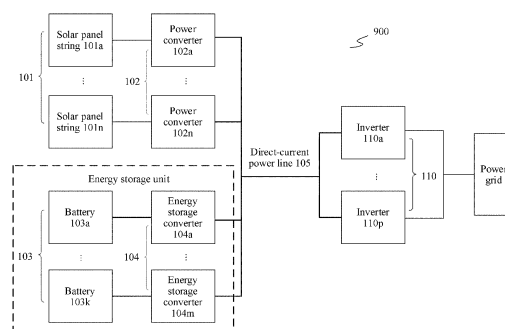 Solar panel
string 101a
Power
converter
102a
900
101
⋮
102
⋮
Solar panel
string 101n
Power
converter
102n
Direct-current
power line 105
Inverter
110a
⋮
110
Inverter
110p
Power
grid
Energy storage unit
Battery
103a
Energy
storage
converter
104a
103
⋮
104
⋮
Battery
103k
Energy
storage
converter
104m